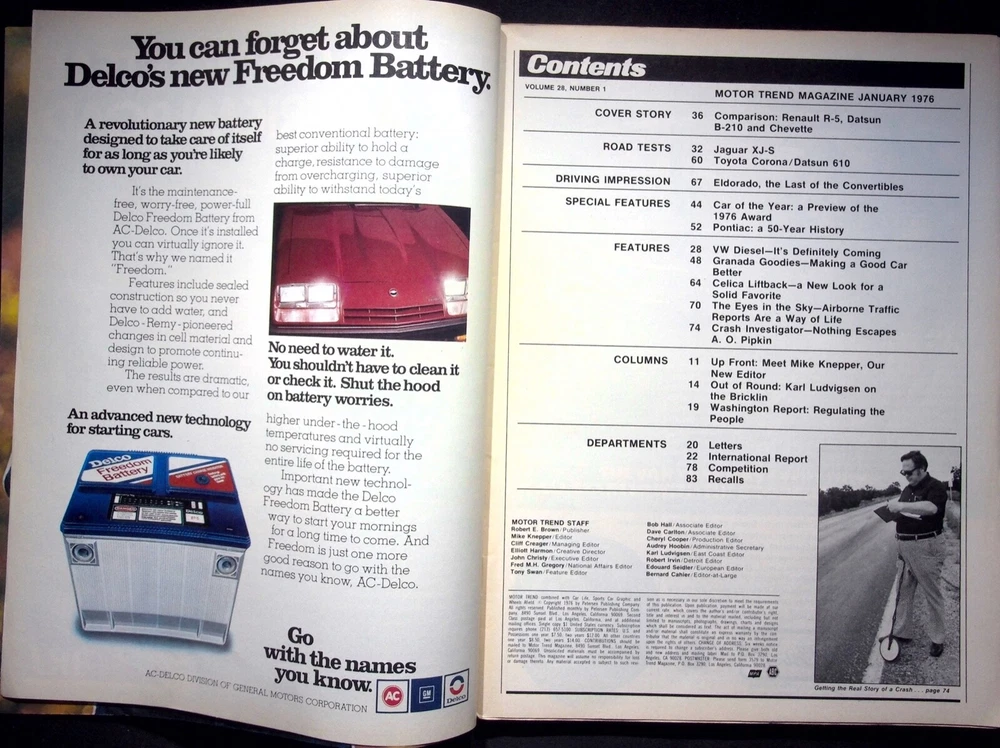 You can forget about
Delco's new Freedom Battery.
A revolutionary new battery
designed to take care of itself
for as long as you're likely
to own your car.
It's the maintenance-
free, worry-free, power-full
Delco Freedom Battery from
AC-Delco. Once it's installed
you can virtually ignore it.
That's why we named it
"Freedom."
Features include sealed
construction so you never
have to add water, and
Delco-Remy-pioneered
changes in cell material and
design to promote continu-
ing reliable power.
The results are dramatic,
even when compared to our
An advanced new technology
for starting cars.
Delco
Freedom
Battery
best conventional battery:
superior ability to hold a
charge, resistance to damage
from overcharging, superior
ability to withstand today's
No need to water it.
You shouldn't have to clean it
or check it. Shut the hood
on battery worries.
higher under-the-hood
temperatures and virtually
no servicing required for the
entire life of the battery.
Important new technol-
ogy has made the Delco
Freedom Battery a better
way to start your mornings
for a long time to come. And
Freedom is just one more
good reason to go with the
names you know, AC-Delco.
Go
with the names
you know.
AC-DELCO DIVISION OF GENERAL MOTORS CORPORATION
AC
GM
Delco
Contents
VOLUME 28, NUMBER 1
MOTOR TREND MAGAZINE JANUARY 1976
COVER STORY 36 Comparison: Renault R-5, Datsun
B-210 and Chevette
ROAD TESTS 32 Jaguar XJ-S
60 Toyota Corona/Datsun 610
DRIVING IMPRESSION 67 Eldorado, the Last of the Convertibles
SPECIAL FEATURES 44 Car of the Year: a Preview of the
1976 Award
52 Pontiac: a 50-Year History
FEATURES 28 VW Diesel—It's Definitely Coming
48 Granada Goodies—Making a Good Car
Better
64 Celica Liftback—a New Look for a
Solid Favorite
70 The Eyes in the Sky—Airborne Traffic
Reports Are a Way of Life
74 Crash Investigator—Nothing Escapes
A. O. Pipkin
COLUMNS 11 Up Front: Meet Mike Knepper, Our
New Editor
14 Out of Round: Karl Ludvigsen on
the Bricklin
19 Washington Report: Regulating the
People
DEPARTMENTS 20 Letters
22 International Report
78 Competition
83 Recalls
MOTOR TREND STAFF
Robert E. Brown/Publisher
Mike Knepper/Editor
Cliff Creager/Managing Editor
Elliott Harmon/Creative Director
John Christy/Executive Editor
Fred M.H. Gregory/National Affairs Editor
Tony Swan/Feature Editor
Bob Hall/Associate Editor
Dave Carlton/Associate Editor
Cheryl Cooper/Production Editor
Audrey Hoobin/Administrative Secretary
Karl Ludvigsen/East Coast Editor
Robert Irvin/Detroit Editor
Edouard Seidler/European Editor
Bernard Cahier/Editor-at-Large
Getting the Real Story of a Crash . . . page 74